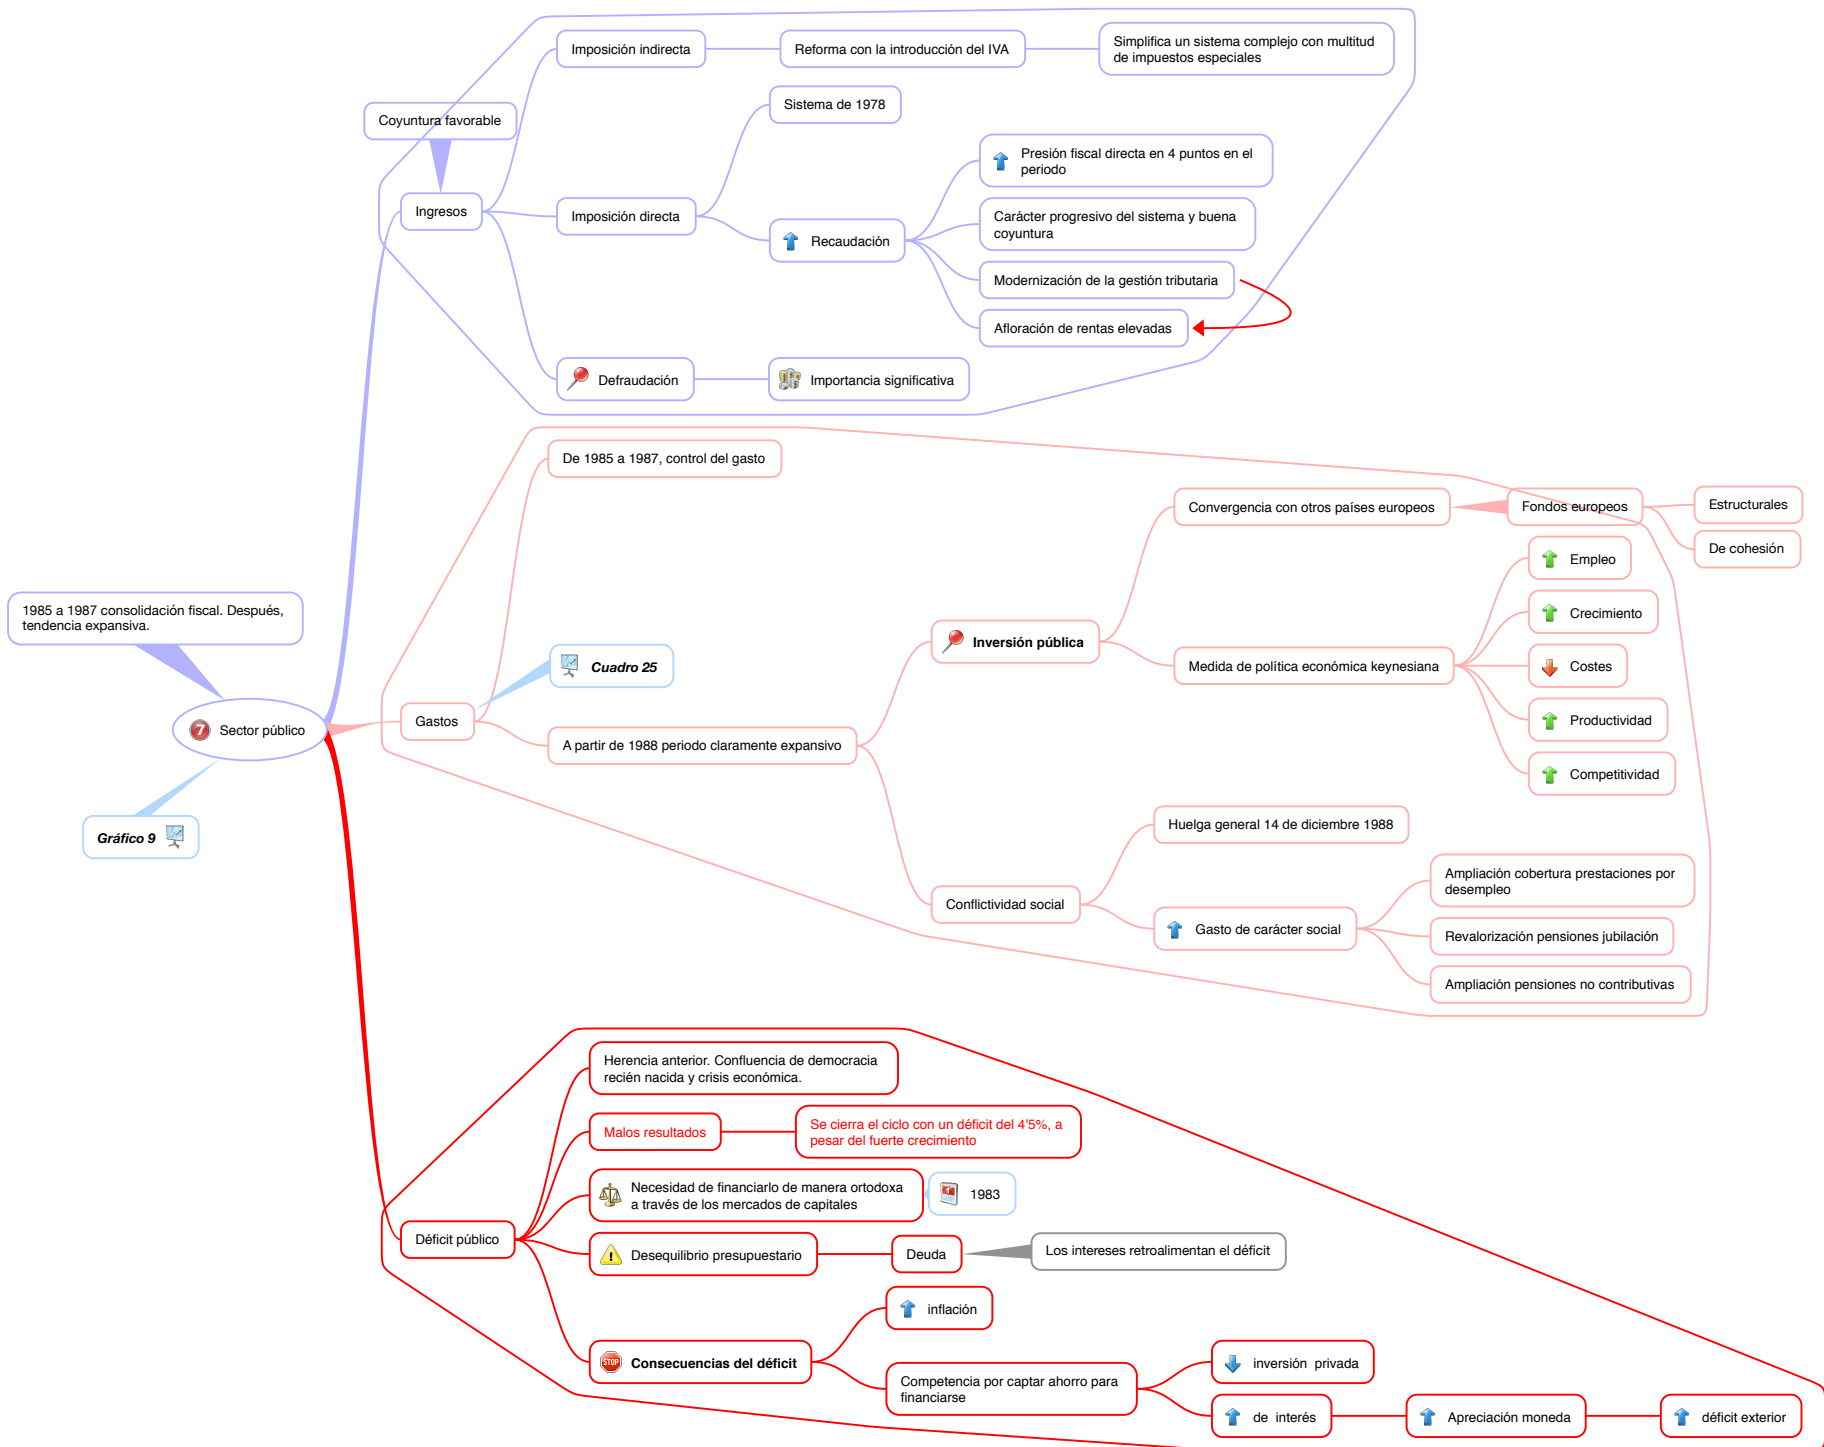 Imposición indirecta
Reforma con la introducción del IVA
Simplifica un sistema complejo con multitud
de impuestos especiales
Coyuntura favorable
Sistema de 1978
Ingresos
Imposición directa
Recaudación
Presión fiscal directa en 4 puntos en el
periodo
Carácter progresivo del sistema y buena
coyuntura
Modernización de la gestión tributaria
Afloración de rentas elevadas
Defraudación
Importancia significativa
1985 a 1987 consolidación fiscal. Después,
tendencia expansiva.
7
Sector público
Gráfico 9
Gastos
Cuadro 25
De 1985 a 1987, control del gasto
A partir de 1988 periodo claramente expansivo
Inversión pública
Convergencia con otros países europeos
Fondos europeos
Estructurales
De cohesión
Medida de política económica keynesiana
Empleo
Crecimiento
Costes
Productividad
Competitividad
Conflictividad social
Huelga general 14 de diciembre 1988
Gasto de carácter social
Ampliación cobertura prestaciones por
desempleo
Revalorización pensiones jubilación
Ampliación pensiones no contributivas
Déficit público
Herencia anterior. Confluencia de democracia
recién nacida y crisis económica.
Malos resultados
Se cierra el ciclo con un déficit del 4'5%, a
pesar del fuerte crecimiento
Necesidad de financiarlo de manera ortodoxa
a través de los mercados de capitales
1983
Desequilibrio presupuestario
Deuda
Los intereses retroalimentan el déficit
STOP
Consecuencias del déficit
inflación
Competencia por captar ahorro para
financiarse
inversión privada
de interés
Apreciación moneda
déficit exterior